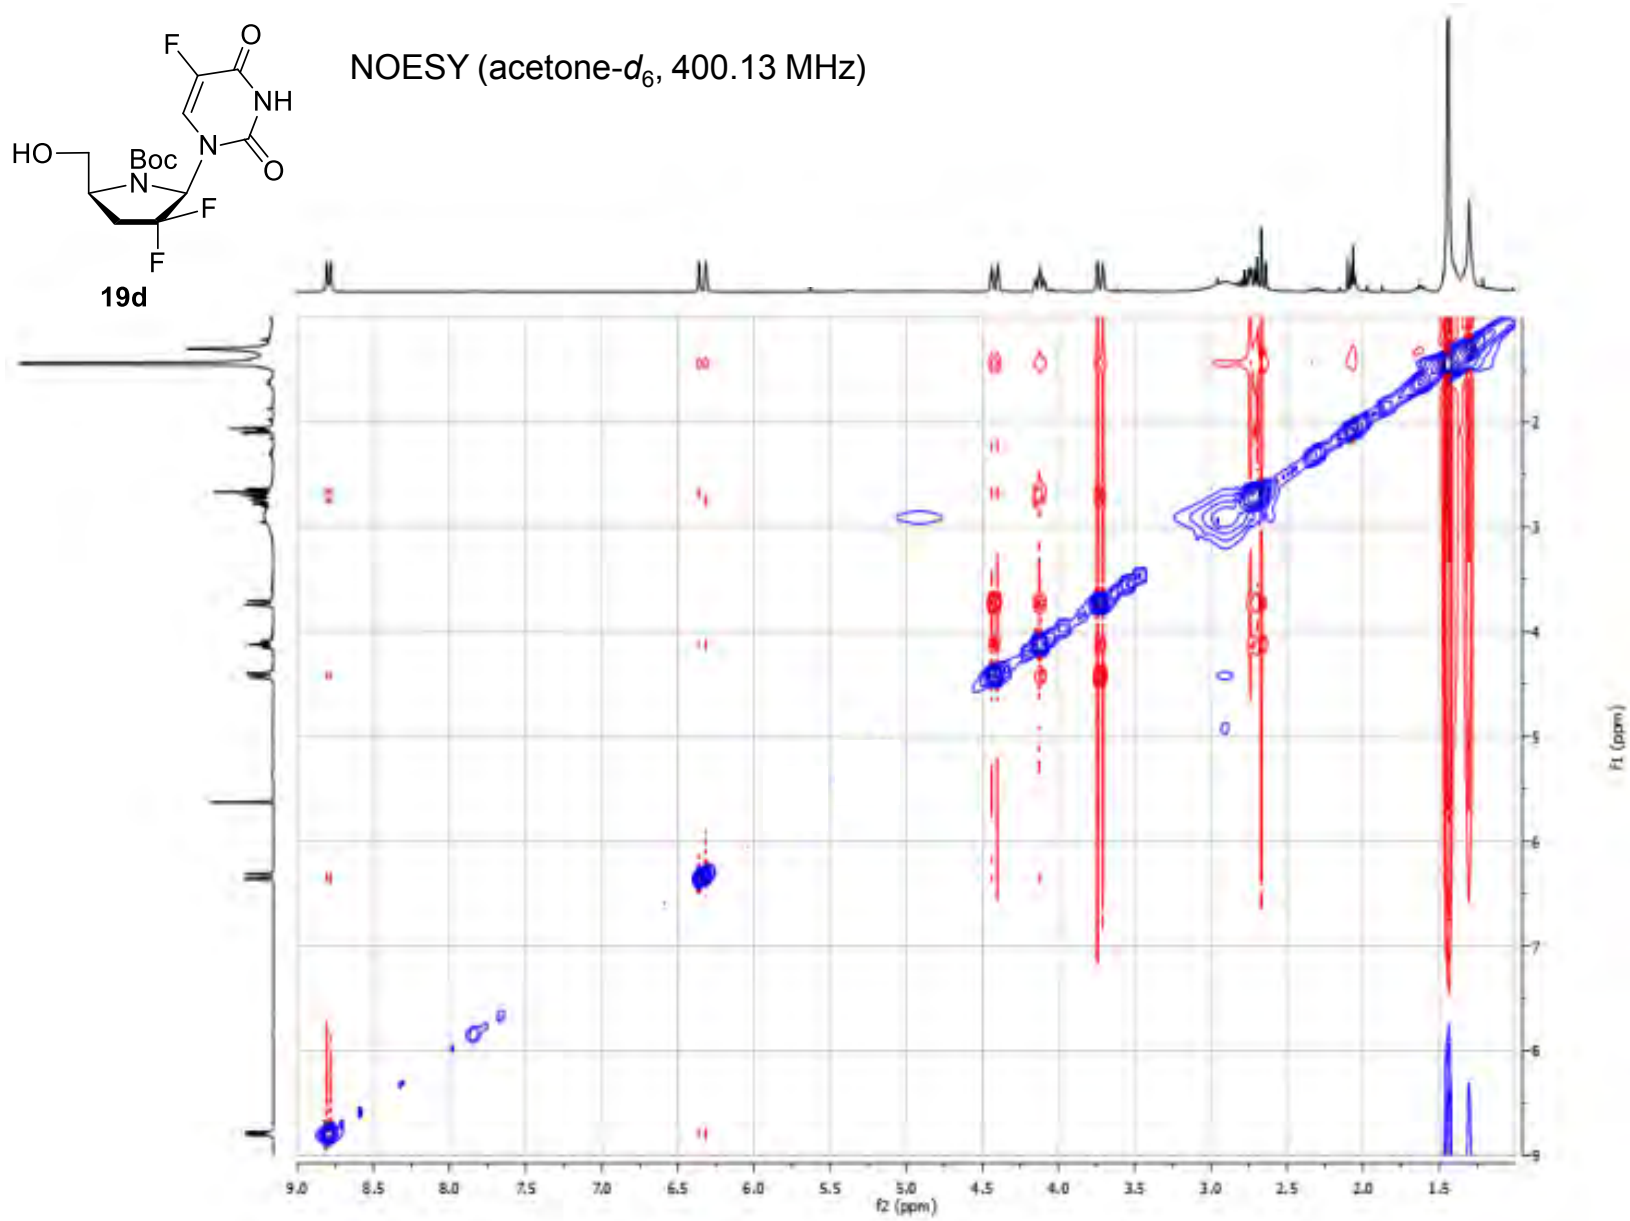 NOESY (acetone-d6, 400.13 MHz)
F
O
NH
N
O
HO
Boc
N
F
F
19d
2
3
4
5
6
7
8
9
f1 (ppm)
9.0 8.5 8.0 7.5 7.0 6.5 6.0 5.5 5.0 4.5 4.0 3.5 3.0 2.5 2.0 1.5
f2 (ppm)